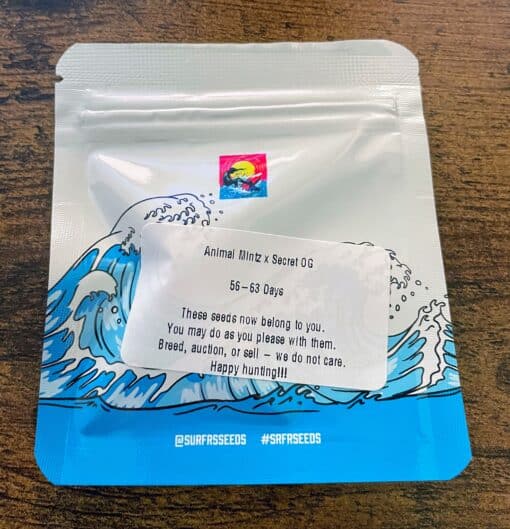 Animal Mintz x Secret OG
56–63 Days
These seeds now belong to you.
You may do as you please with them.
Breed, auction, or sell – we do not care.
Happy hunting!!!
@SURFRSSEEDS #SRFRSEEDS